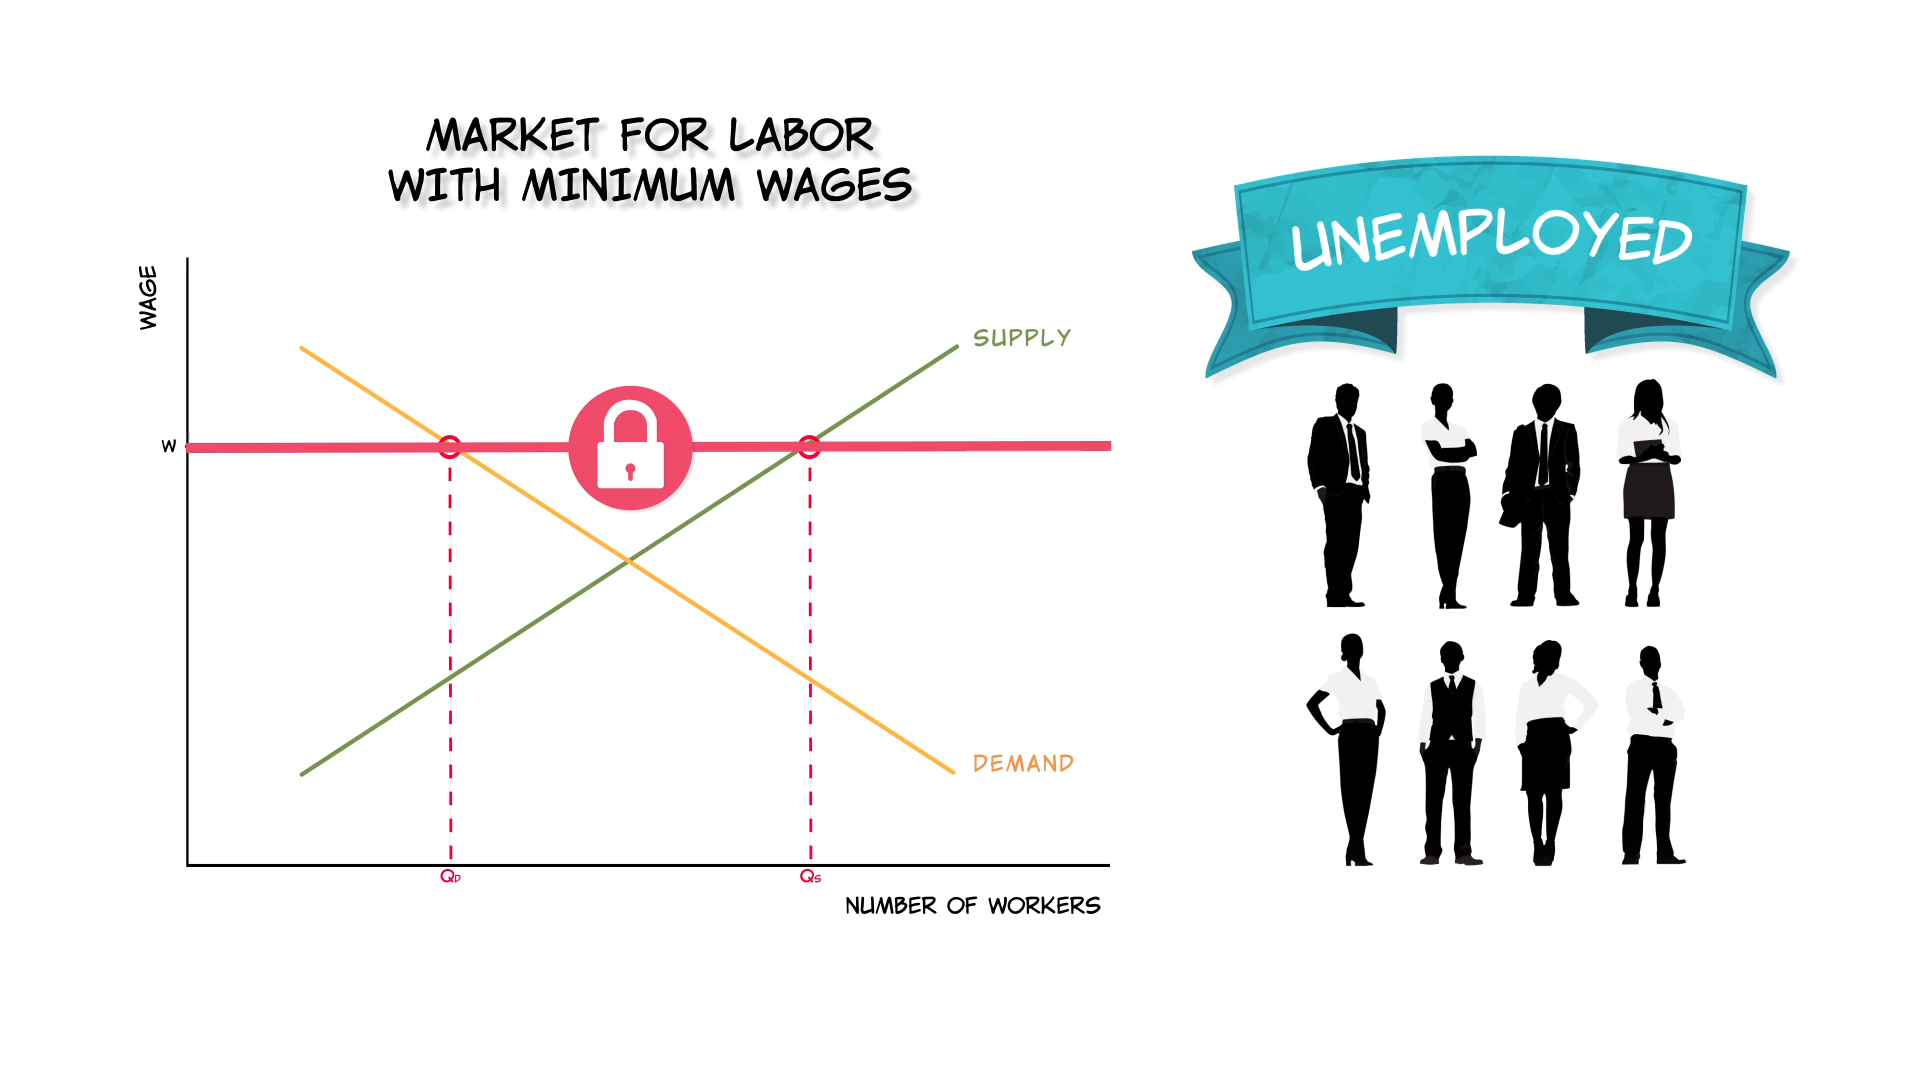 MARKET FOR LABOR
WITH MINIMUM WAGES
WAGE
SUPPLY
W
DEMAND
QD
QS
NUMBER OF WORKERS
UNEMPLOYED